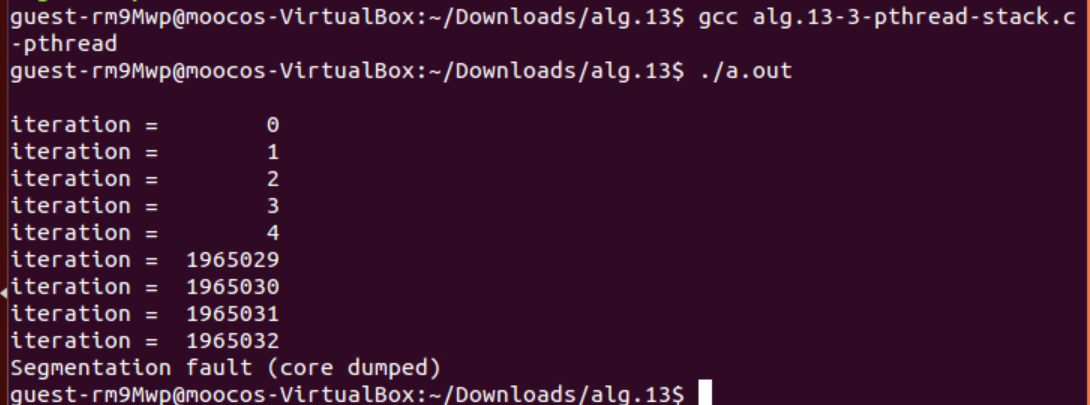 guest-rm9Mwp@moocos-VirtualBox:~/Downloads/alg.13$ gcc alg.13-3-pthread-stack.c
-pthread
guest-rm9Mwp@moocos-VirtualBox:~/Downloads/alg.13$ ./a.out
iteration =        0
iteration =        1
iteration =        2
iteration =        3
iteration =        4
iteration =  1965029
iteration =  1965030
iteration =  1965031
iteration =  1965032
Segmentation fault (core dumped)
guest-rm9Mwp@moocos-VirtualBox:~/Downloads/alg.13$